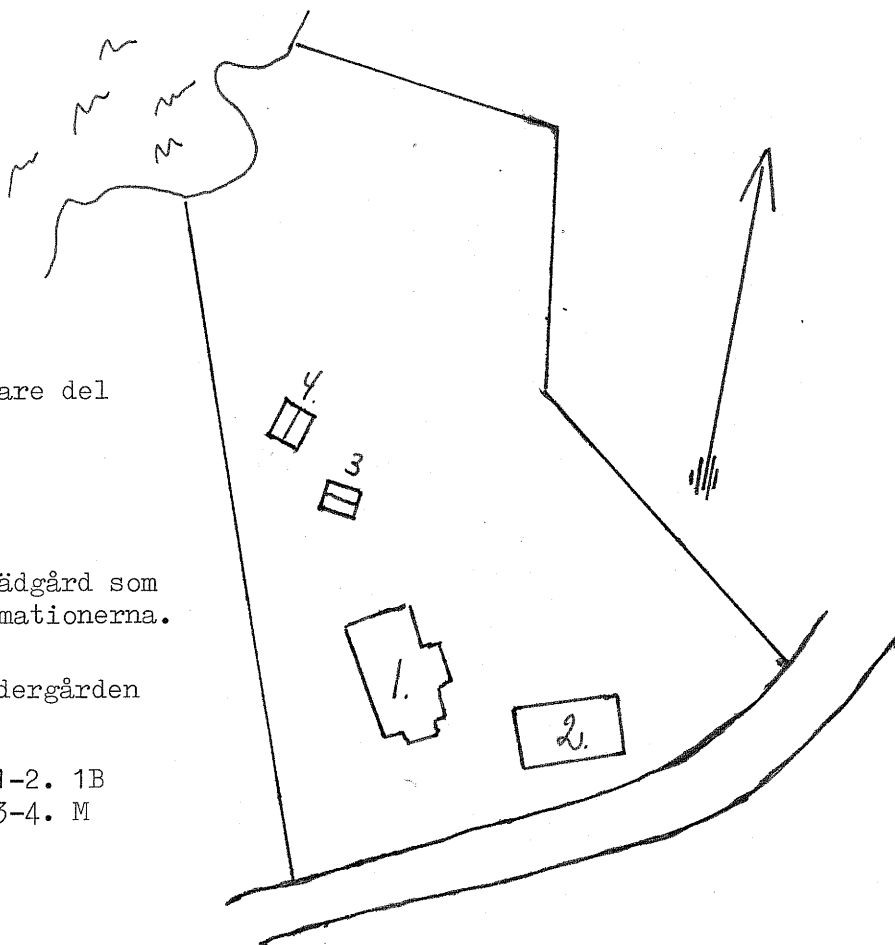 are del
ädgård som
mationerna.
dergården
1-2. 1B
3-4. M
4.
3
1.
2.